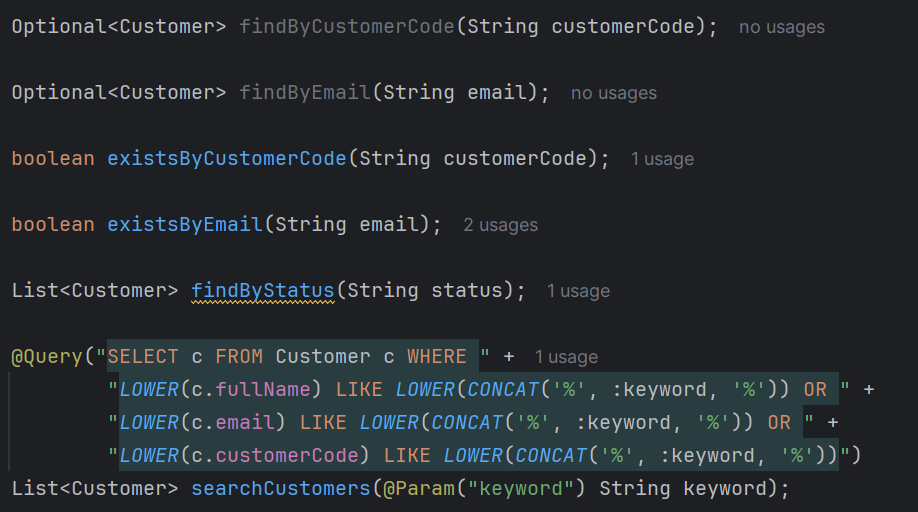 Optional<Customer> findByCustomerCode(String customerCode); no usages
Optional<Customer> findByEmail(String email); no usages
boolean existsByCustomerCode(String customerCode); 1 usage
boolean existsByEmail(String email); 2 usages
List<Customer> findByStatus(String status); 1 usage
@Query("SELECT c FROM Customer c WHERE " + 1 usage
"LOWER(c.fullName) LIKE LOWER(CONCAT('%', :keyword, '%')) OR " +
"LOWER(c.email) LIKE LOWER(CONCAT('%', :keyword, '%')) OR " +
"LOWER(c.customerCode) LIKE LOWER(CONCAT('%', :keyword, '%'))")
List<Customer> searchCustomers(@Param("keyword") String keyword);